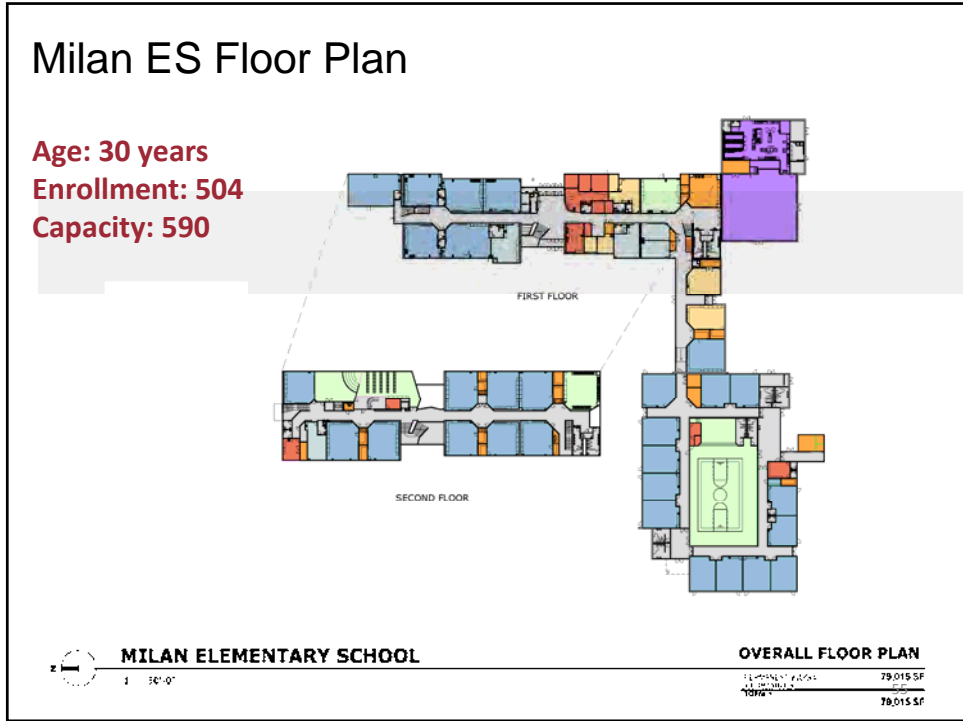 Milan ES Floor Plan
Age: 30 years
Enrollment: 504
Capacity: 590
FIRST FLOOR
SECOND FLOOR
Z
MILAN ELEMENTARY SCHOOL
OVERALL FLOOR PLAN
79,015 SF
55
79,015 SF